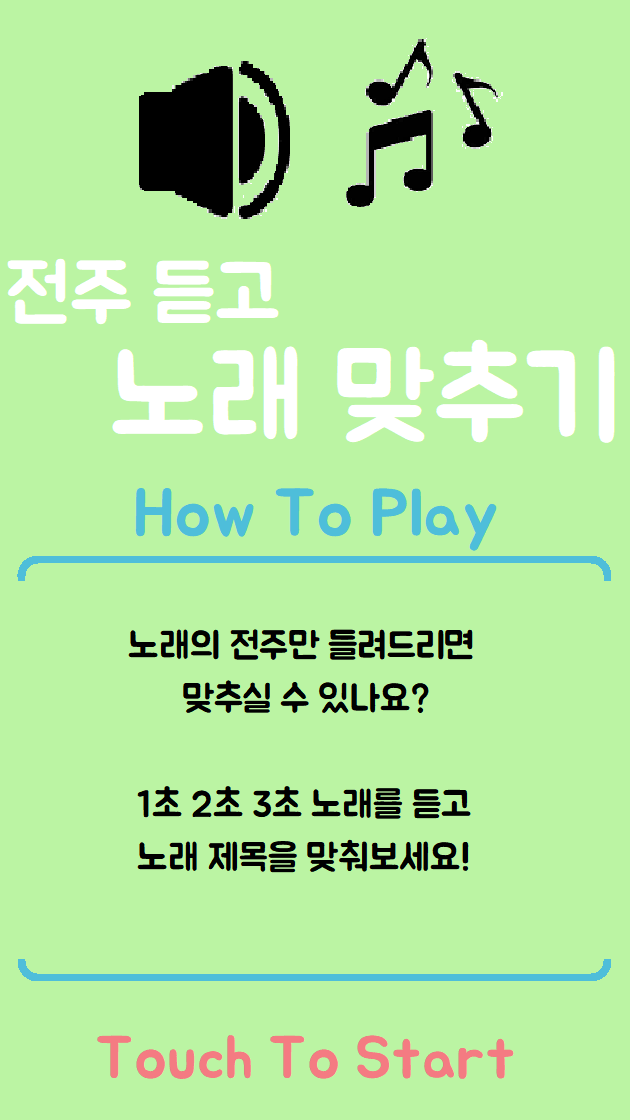 전주 듣고
노래 맞추기
How To Play
노래의 전주만 들려드리면
맞추실 수 있나요?
1초 2초 3초 노래를 듣고
노래 제목을 맞춰보세요!
Touch To Start